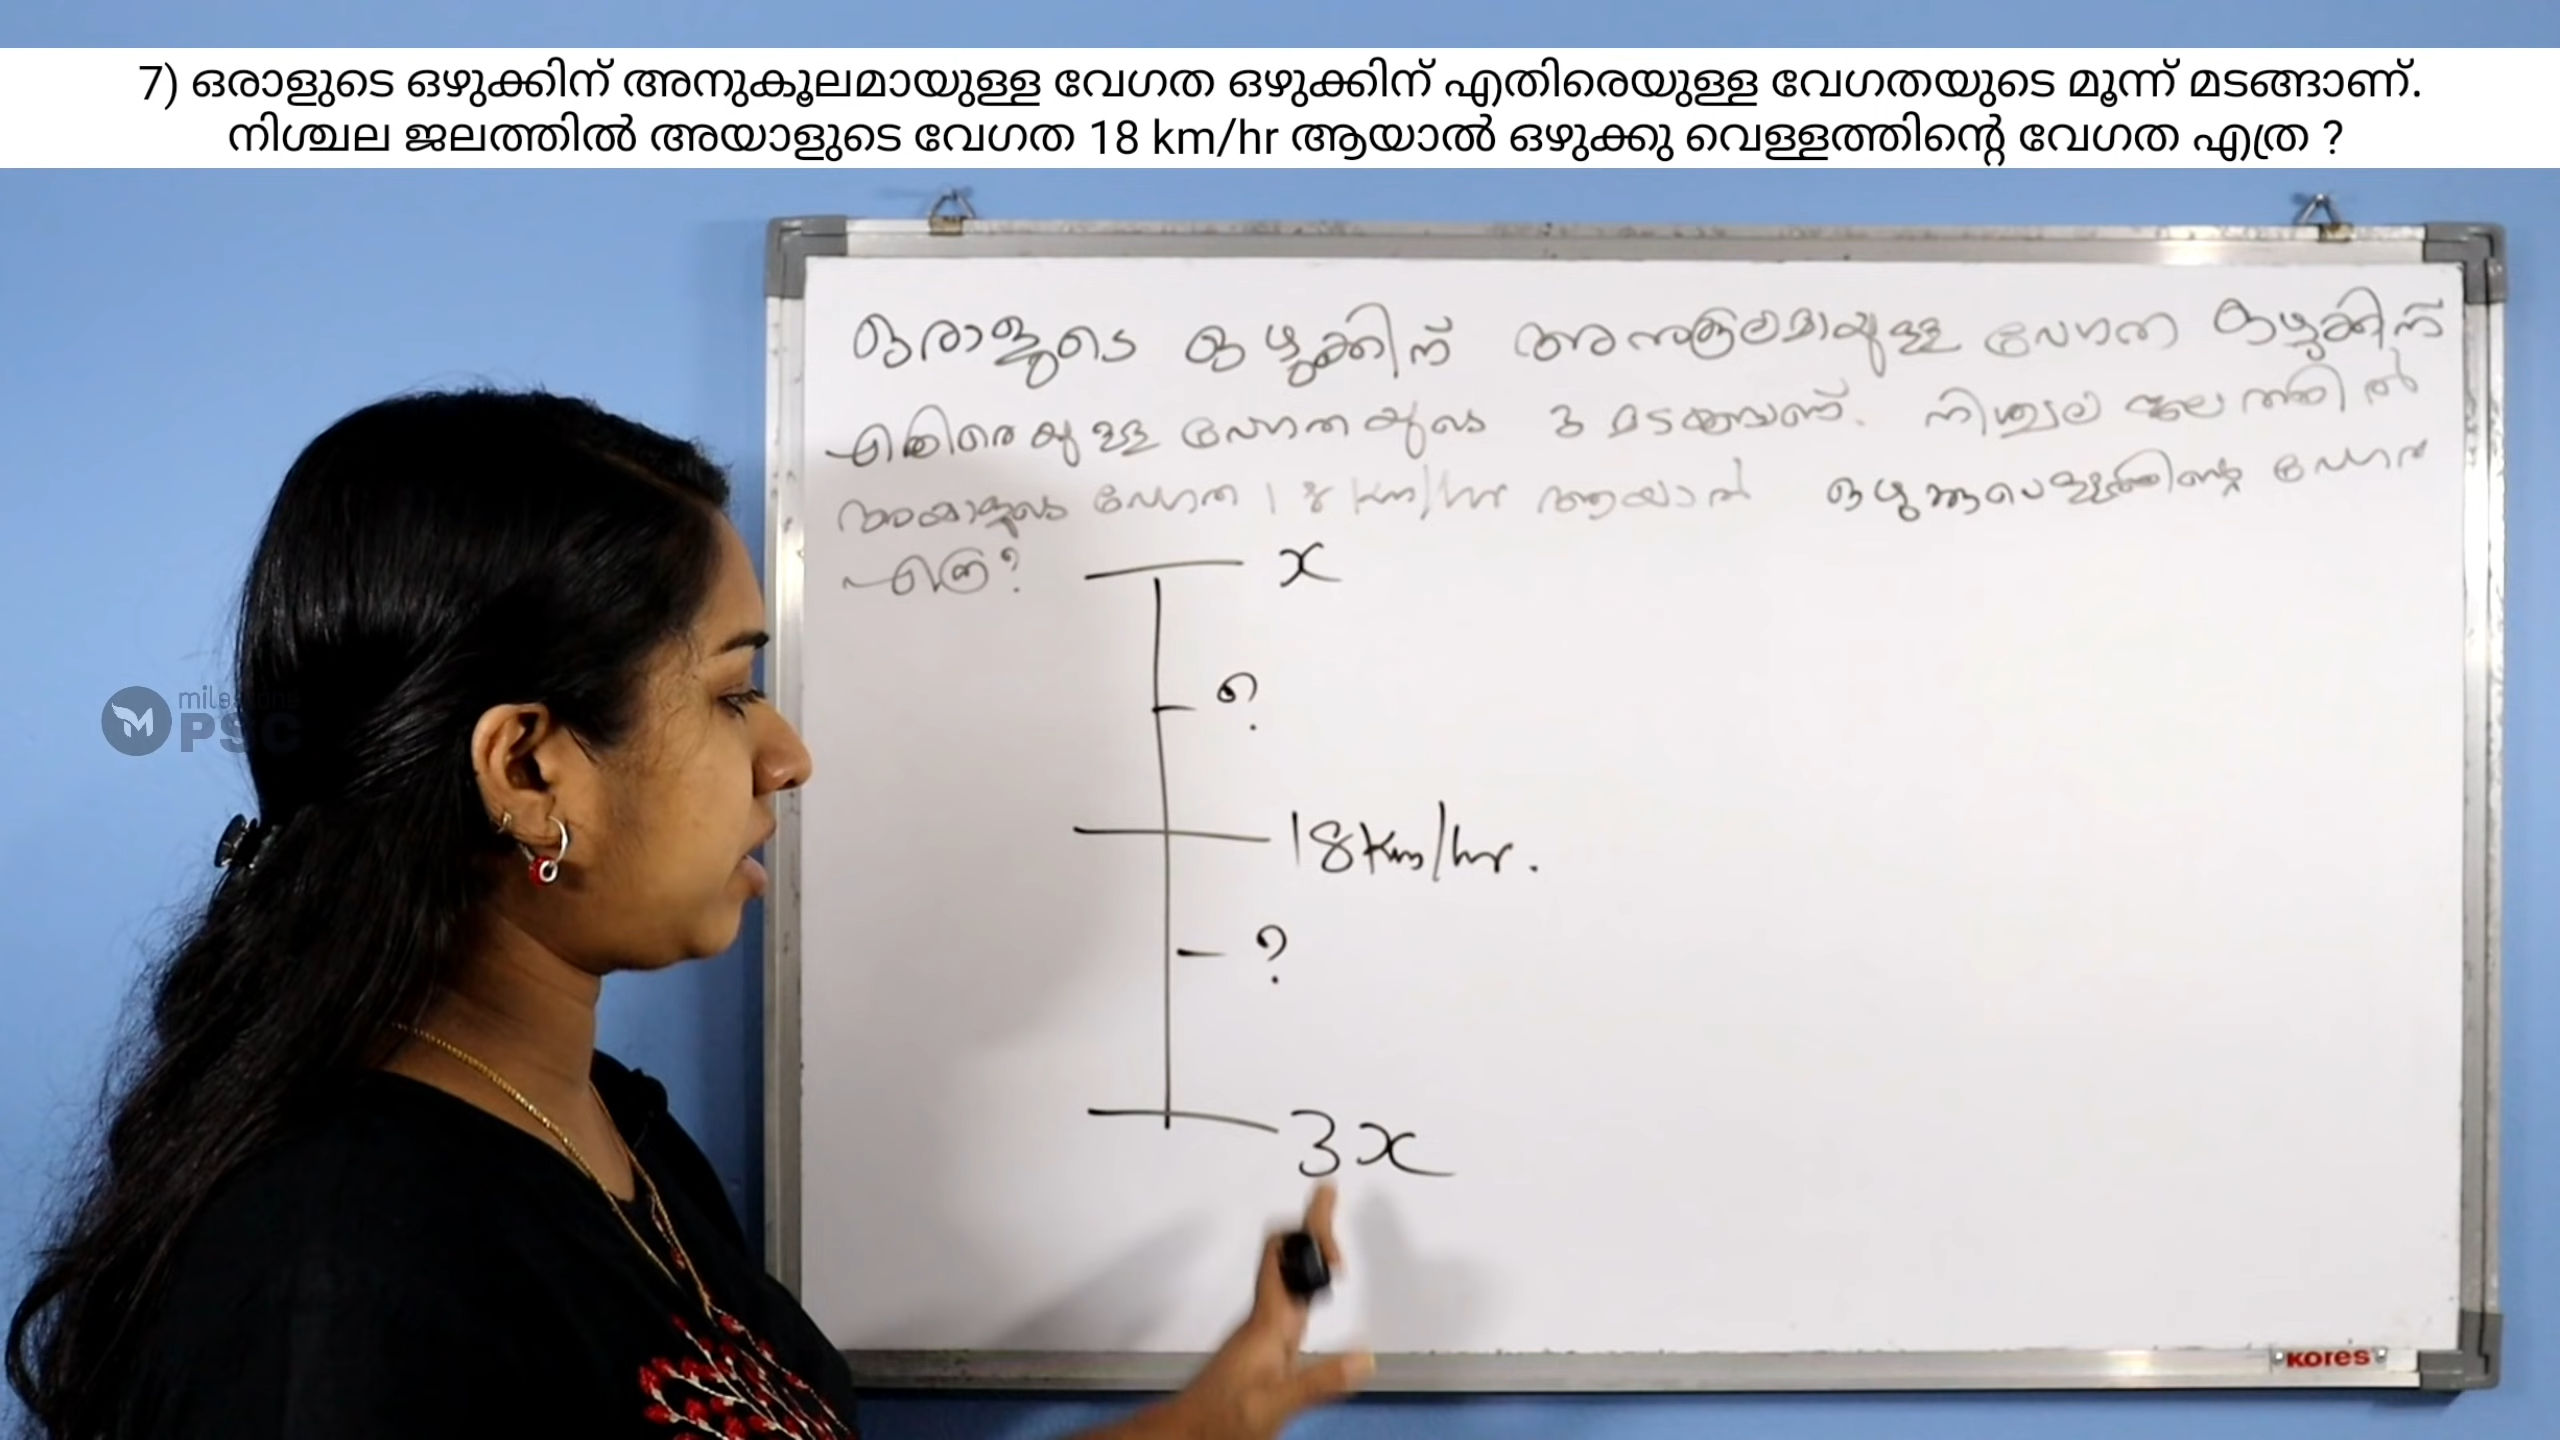 7) ഒരാളുടെ ഒഴുക്കിന് അനുകൂലമായുള്ള വേഗത ഒഴുക്കിന് എതിരെയുള്ള വേഗതയുടെ മൂന്ന് മടങ്ങാണ്.
നിശ്ചല ജലത്തിൽ അയാളുടെ വേഗത 18 km/hr ആയാൽ ഒഴുക്കു വെള്ളത്തിന്റെ വേഗത എത്ര ?
ഒരാളുടെ ഒഴുക്കിന് അനുകൂലമായുള്ള വേഗത ഒഴുക്കിന്
എതിരെയുള്ള വേഗതയുടെ 3 മടങ്ങാണ്. നിശ്ചല ജലത്തിൽ
അയാളുടെ വേഗത 18 km/hr ആയാൽ ഒഴുക്കുവെള്ളത്തിന്റെ വേഗത
എത്ര?
x
?
18 km/hr.
?
3x
milestone
PSC
KORES